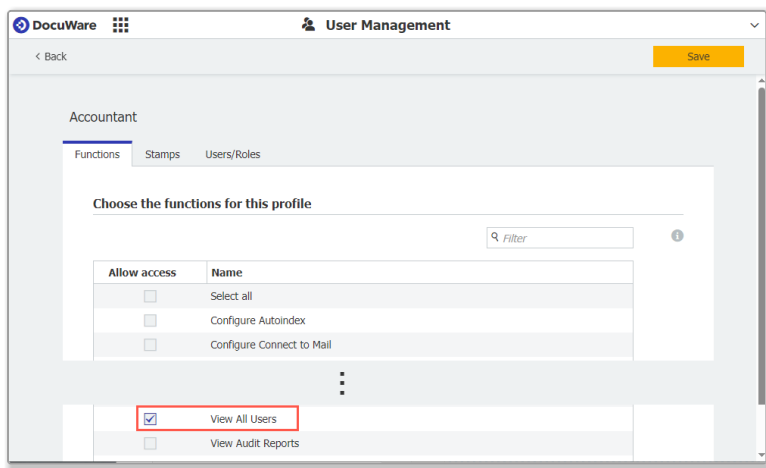 DocuWare User Management
< Back Save
Accountant
Functions Stamps Users/Roles
Choose the functions for this profile
Filter
Allow access Name
Select all
Configure Autoindex
Configure Connect to Mail
View All Users
View Audit Reports